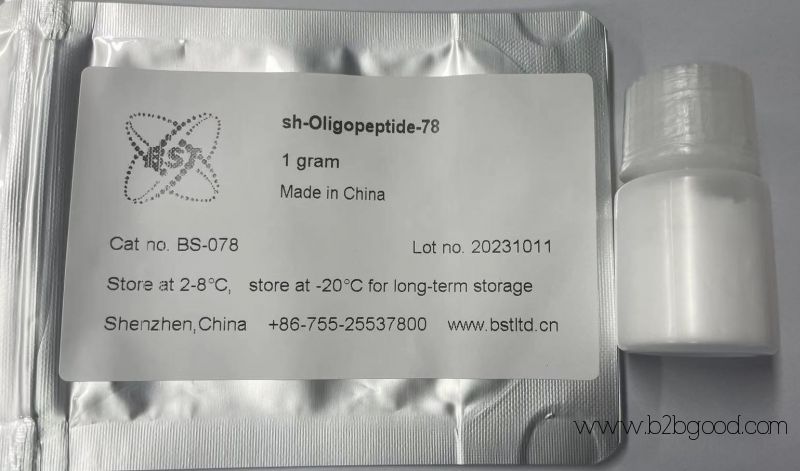 sh-Oligopeptide-78
BST
1 gram
Made in China
Cat no. BS-078 Lot no. 20231011
Store at 2-8°C, store at -20°C for long-term storage
Shenzhen,China +86-755-25537800 www.bstltd.cn
www.b2bgood.com